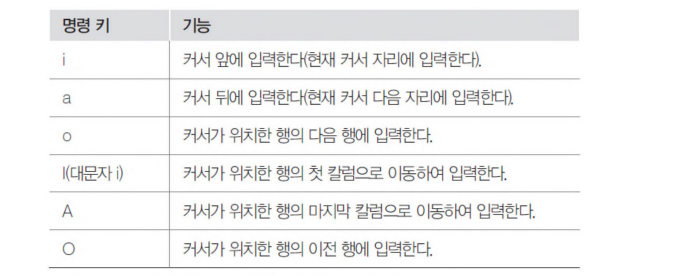 명령 키 기능
i 커서 앞에 입력한다(현재 커서 자리에 입력한다).
a 커서 뒤에 입력한다(현재 커서 다음 자리에 입력한다).
o 커서가 위치한 행의 다음 행에 입력한다.
I(대문자 i) 커서가 위치한 행의 첫 칼럼으로 이동하여 입력한다.
A 커서가 위치한 행의 마지막 칼럼으로 이동하여 입력한다.
O 커서가 위치한 행의 이전 행에 입력한다.